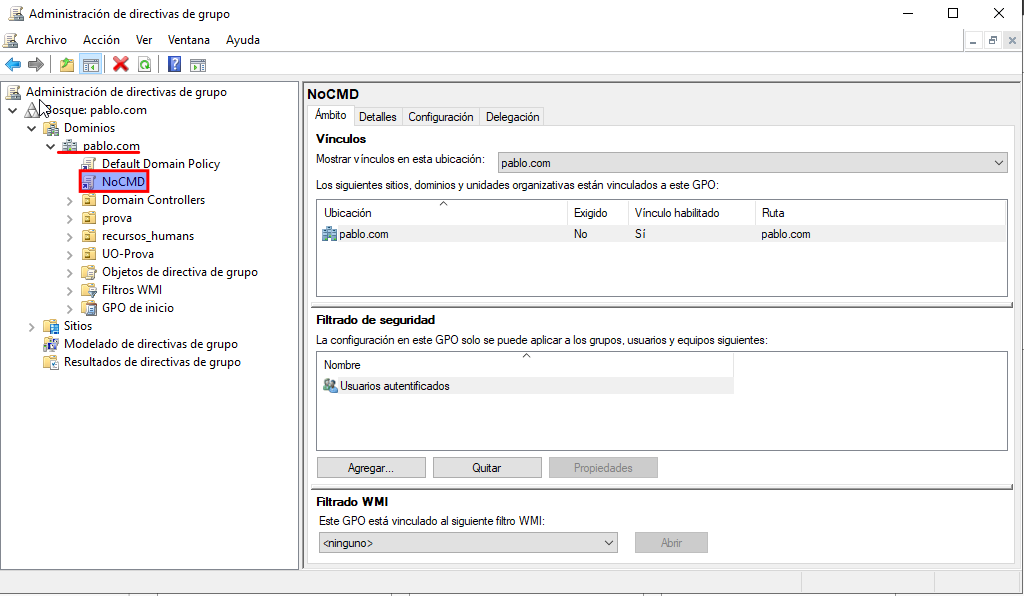 Administración de directivas de grupo
Archivo Acción Ver Ventana Ayuda
Administración de directivas de grupo
Bosque: pablo.com
Dominios
pablo.com
Default Domain Policy
NoCMD
Domain Controllers
prova
recursos_humans
UO-Prova
Objetos de directiva de grupo
Filtros WMI
GPO de inicio
Sitios
Modelado de directivas de grupo
Resultados de directivas de grupo
NoCMD
Ámbito Detalles Configuración Delegación
Vínculos
Mostrar vínculos en esta ubicación: pablo.com
Los siguientes sitios, dominios y unidades organizativas están vinculados a este GPO:
Ubicación Exigido Vínculo habilitado Ruta
pablo.com No Sí pablo.com
Filtrado de seguridad
La configuración en este GPO solo se puede aplicar a los grupos, usuarios y equipos siguientes:
Nombre
Usuarios autentificados
Agregar... Quitar Propiedades
Filtrado WMI
Este GPO está vinculado al siguiente filtro WMI:
<ninguno> Abrir